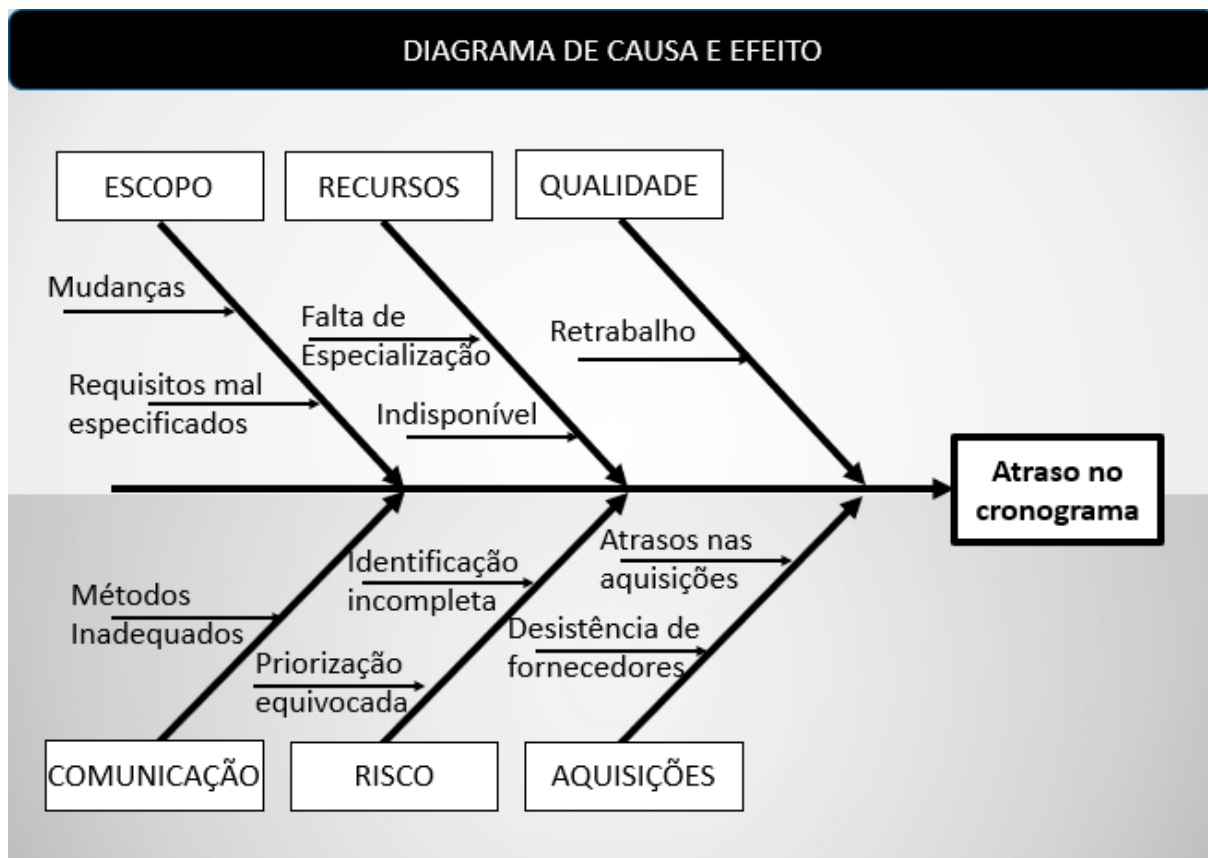 DIAGRAMA DE CAUSA E EFEITO
ESCOPO
RECURSOS
QUALIDADE
Mudanças
Requisitos mal
especificados
Falta de
Especialização
Indisponível
Retrabalho
Atraso no
cronograma
Métodos
Inadequados
Identificação
incompleta
Priorização
equivocada
Atrasos nas
aquisições
Desistência de
fornecedores
COMUNICAÇÃO
RISCO
AQUISIÇÕES